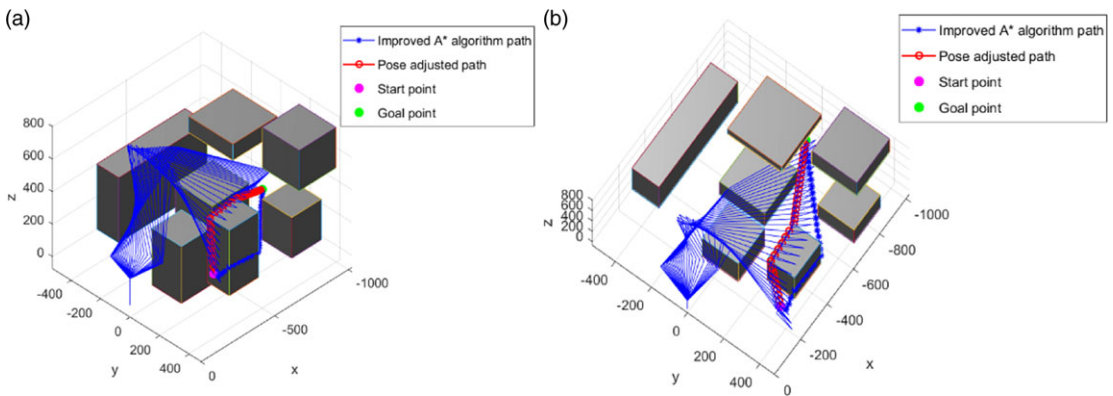 (a)
Improved A* algorithm path
Pose adjusted path
Start point
Goal point
800
600
400
200
0
z
-400
-200
0
200
400
y
0
-500
-1000
x
(b)
Improved A* algorithm path
Pose adjusted path
Start point
Goal point
800
600
400
200
0
z
-400
-200
0
200
400
y
0
-200
-400
-600
-800
-1000
x